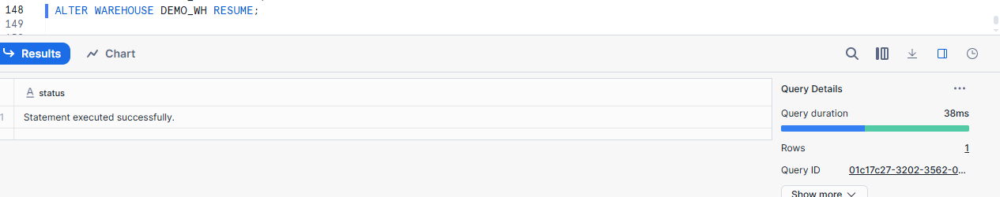 148 ALTER WAREHOUSE DEMO_WH RESUME;
149
Results Chart
A status
1 Statement executed successfully.
Query Details ...
Query duration 38ms
Rows 1
Query ID 01c17c27-3202-3562-0...
Show more